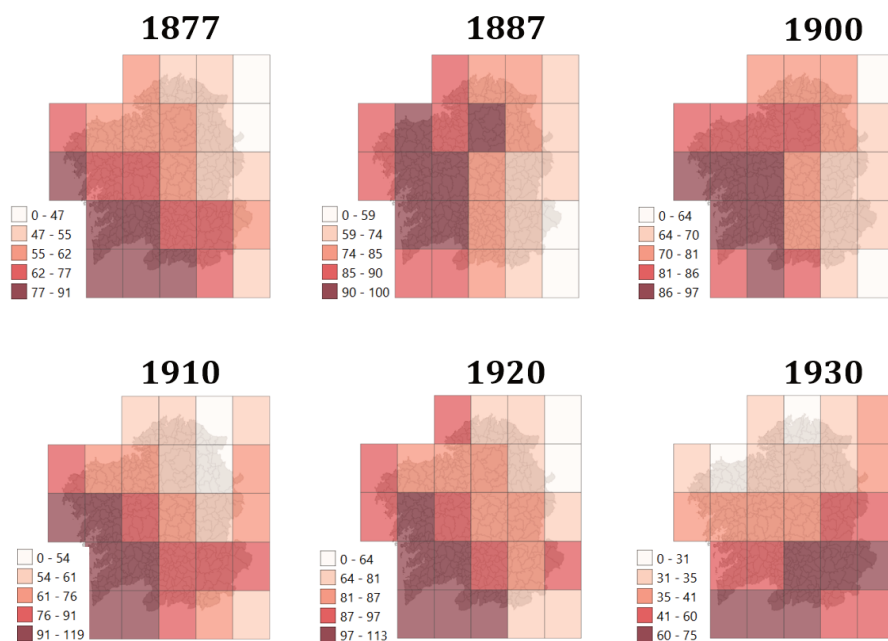 1877
1887
1900
0 - 47
47 - 55
55 - 62
62 - 77
77 - 91
0 - 59
59 - 74
74 - 85
85 - 90
90 - 100
0 - 64
64 - 70
70 - 81
81 - 86
86 - 97
1910
1920
1930
0 - 54
54 - 61
61 - 76
76 - 91
91 - 119
0 - 64
64 - 81
81 - 87
87 - 97
97 - 113
0 - 31
31 - 35
35 - 41
41 - 60
60 - 75